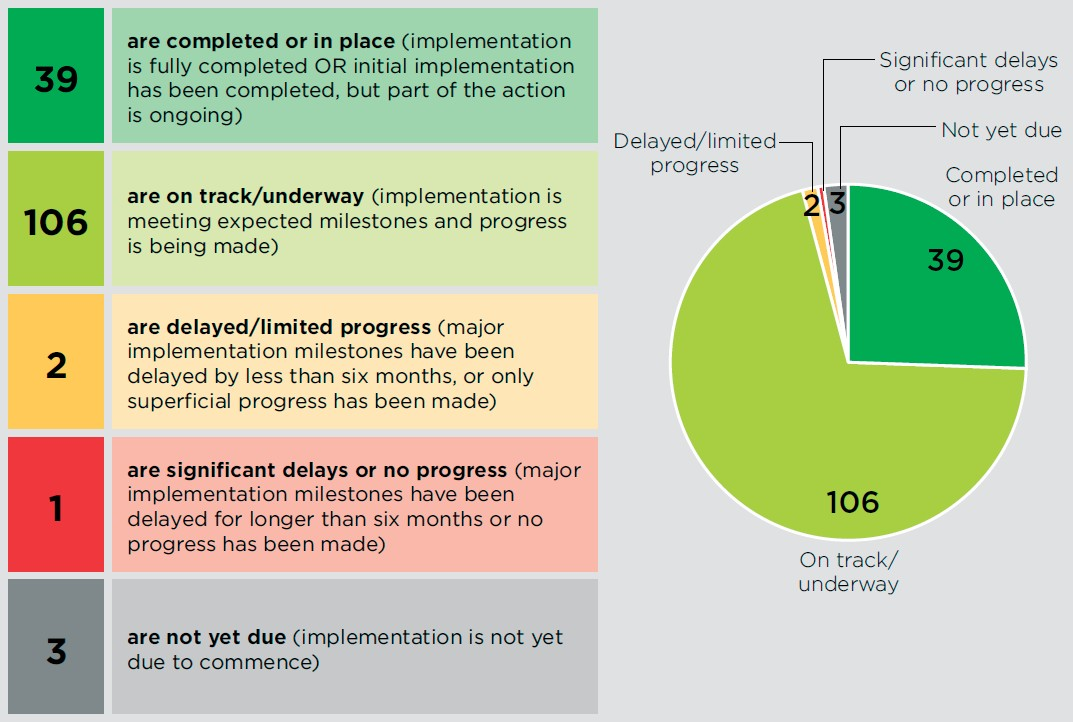 39
are completed or in place (implementation
is fully completed OR initial implementation
has been completed, but part of the action
is ongoing)
106
are on track/underway (implementation is
meeting expected milestones and progress
is being made)
2
are delayed/limited progress (major
implementation milestones have been
delayed by less than six months, or only
superficial progress has been made)
1
are significant delays or no progress (major
implementation milestones have been
delayed for longer than six months or no
progress has been made)
3
are not yet due (implementation is not yet
due to commence)
Significant delays
or no progress
Not yet due
Delayed/limited
progress
Completed
or in place
2
3
39
106
On track/
underway